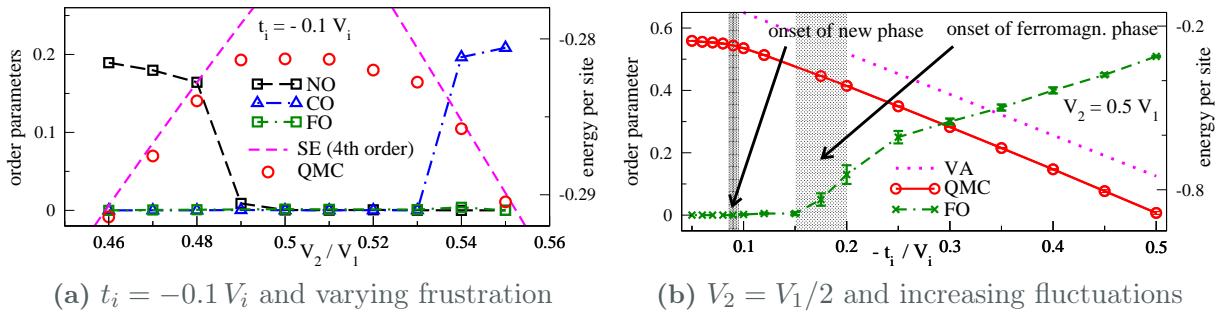 t_i = - 0.1 V_i
0.2
0.1
0
order parameters
NO
CO
FO
SE (4th order)
QMC
-0.28
-0.29
energy per site
0.46
0.48
0.5
0.52
0.54
0.56
V_2 / V_1
(a) t_i = −0.1 V_i and varying frustration
onset of new phase
onset of ferromagn. phase
0.6
0.4
0.2
0
order parameter
V_2 = 0.5 V_1
VA
QMC
FO
-0.2
-0.8
energy per site
0.1
0.2
0.3
0.4
0.5
- t_i / V_i
(b) V_2 = V_1/2 and increasing fluctuations